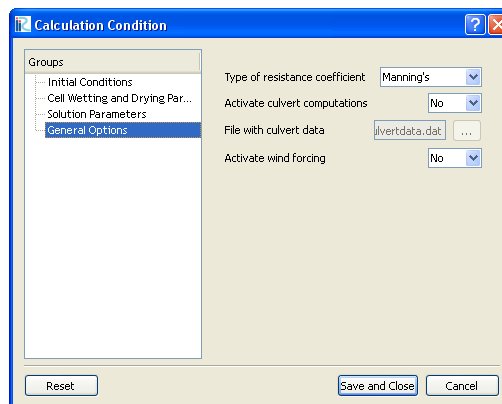 Calculation Condition
Groups
Initial Conditions
Cell Wetting and Drying Par...
Solution Parameters
General Options
Type of resistance coefficient Manning's
Activate culvert computations No
File with culvert data ulvertdata.dat ...
Activate wind forcing No
Reset Save and Close Cancel